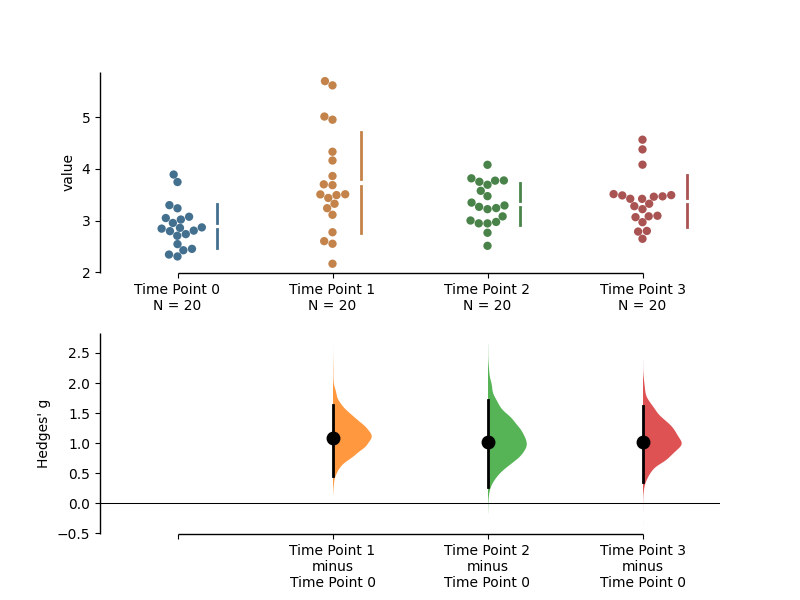 value
5
4
3
2
Time Point 0
N = 20
Time Point 1
N = 20
Time Point 2
N = 20
Time Point 3
N = 20
Hedges' g
2.5
2.0
1.5
1.0
0.5
0.0
−0.5
Time Point 1
minus
Time Point 0
Time Point 2
minus
Time Point 0
Time Point 3
minus
Time Point 0